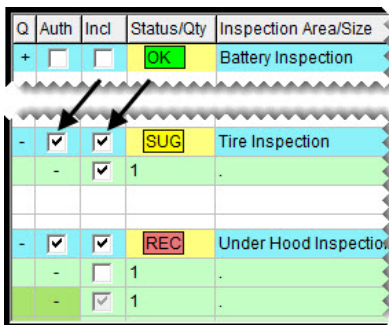 Q Auth Incl Status/Qty Inspection Area/Size
+ OK Battery Inspection
- SUG Tire Inspection
- 1 .
- REC Under Hood Inspection
- 1 .
- 1 .